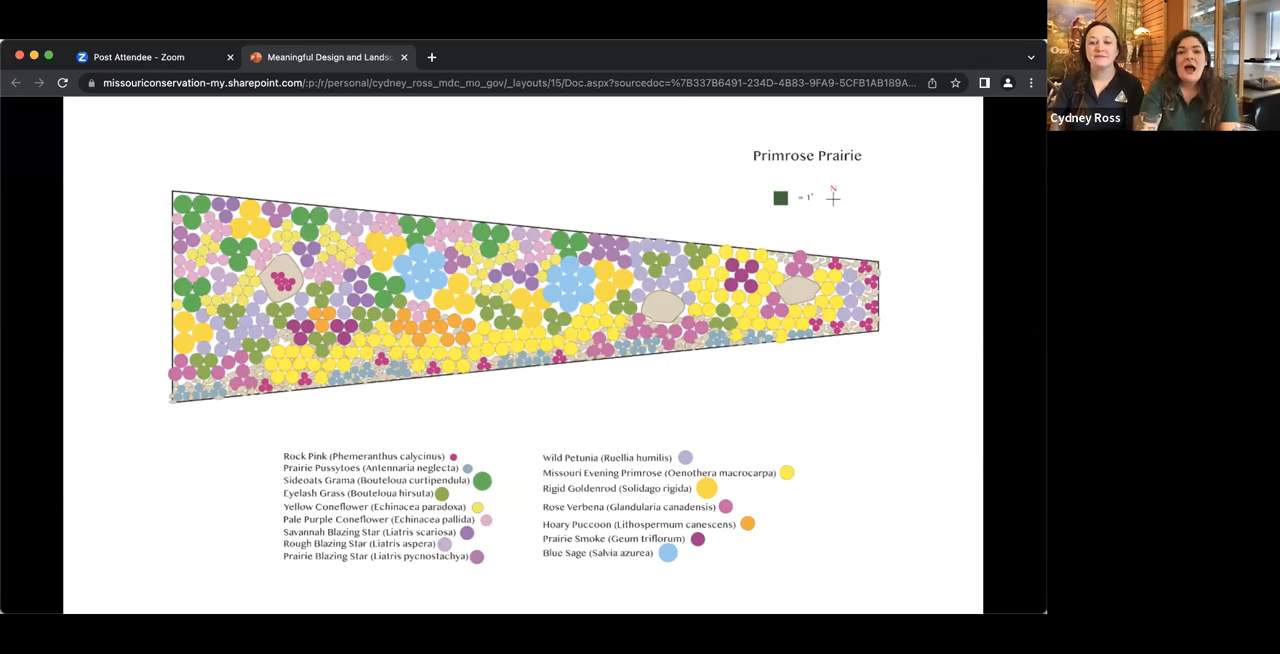 Post Attendee - Zoom
Meaningful Design and Landsc
missouriconservation-my.sharepoint.com/:p:/r/personal/cydney_ross_mdc_mo_gov/_layouts/15/Doc.aspx?sourcedoc=%7B337B6491-234D-4B83-9FA9-5CFB1AB189A...
Cydney Ross
Primrose Prairie
= 1'
N
Rock Pink (Phemeranthus calycinus)
Prairie Pussytoes (Antennaria neglecta)
Sideoats Grama (Bouteloua curtipendula)
Eyelash Grass (Bouteloua hirsuta)
Yellow Coneflower (Echinacea paradoxa)
Pale Purple Coneflower (Echinacea pallida)
Savannah Blazing Star (Liatris scariosa)
Rough Blazing Star (Liatris aspera)
Prairie Blazing Star (Liatris pycnostachya)
Wild Petunia (Ruellia humilis)
Missouri Evening Primrose (Oenothera macrocarpa)
Rigid Goldenrod (Solidago rigida)
Rose Verbena (Glandularia canadensis)
Hoary Puccoon (Lithospermum canescens)
Prairie Smoke (Geum triflorum)
Blue Sage (Salvia azurea)